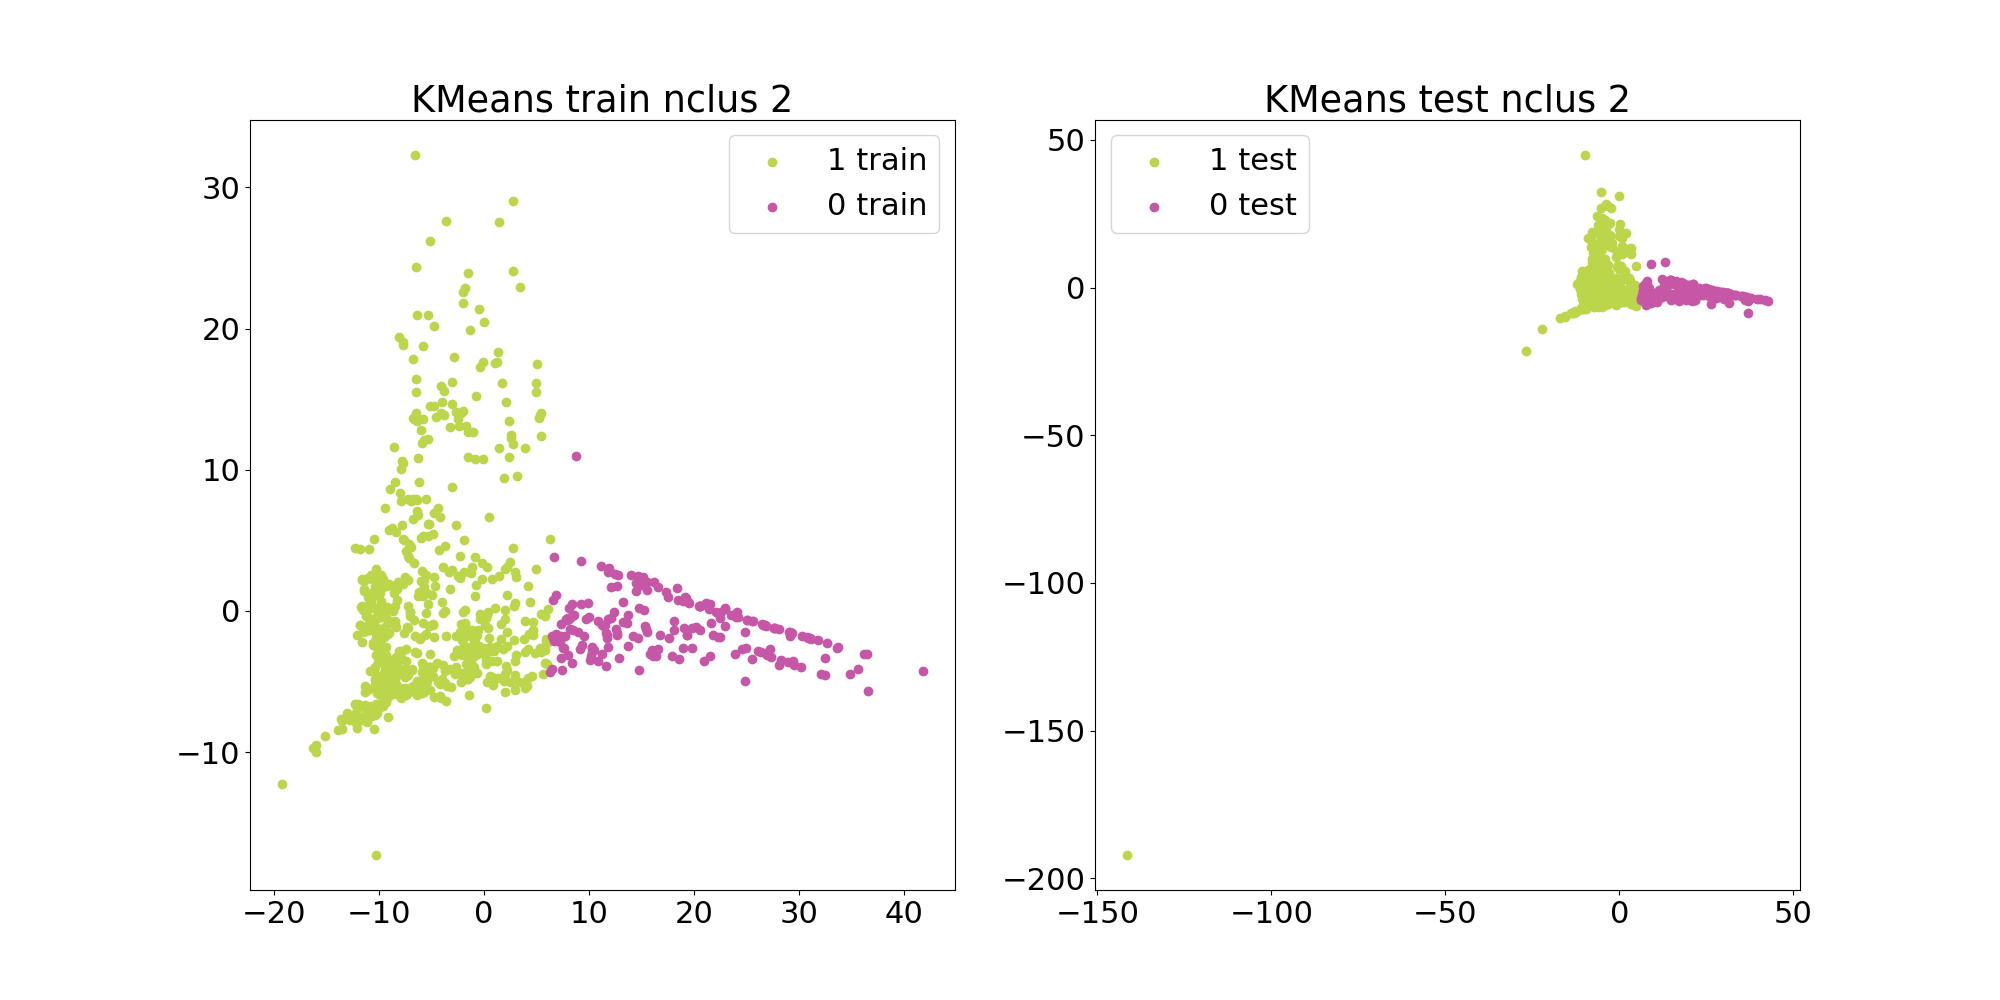 KMeans train nclus 2
1 train
0 train
30
20
10
0
−10
−20 −10 0 10 20 30 40
KMeans test nclus 2
1 test
0 test
50
0
−50
−100
−150
−200
−150 −100 −50 0 50